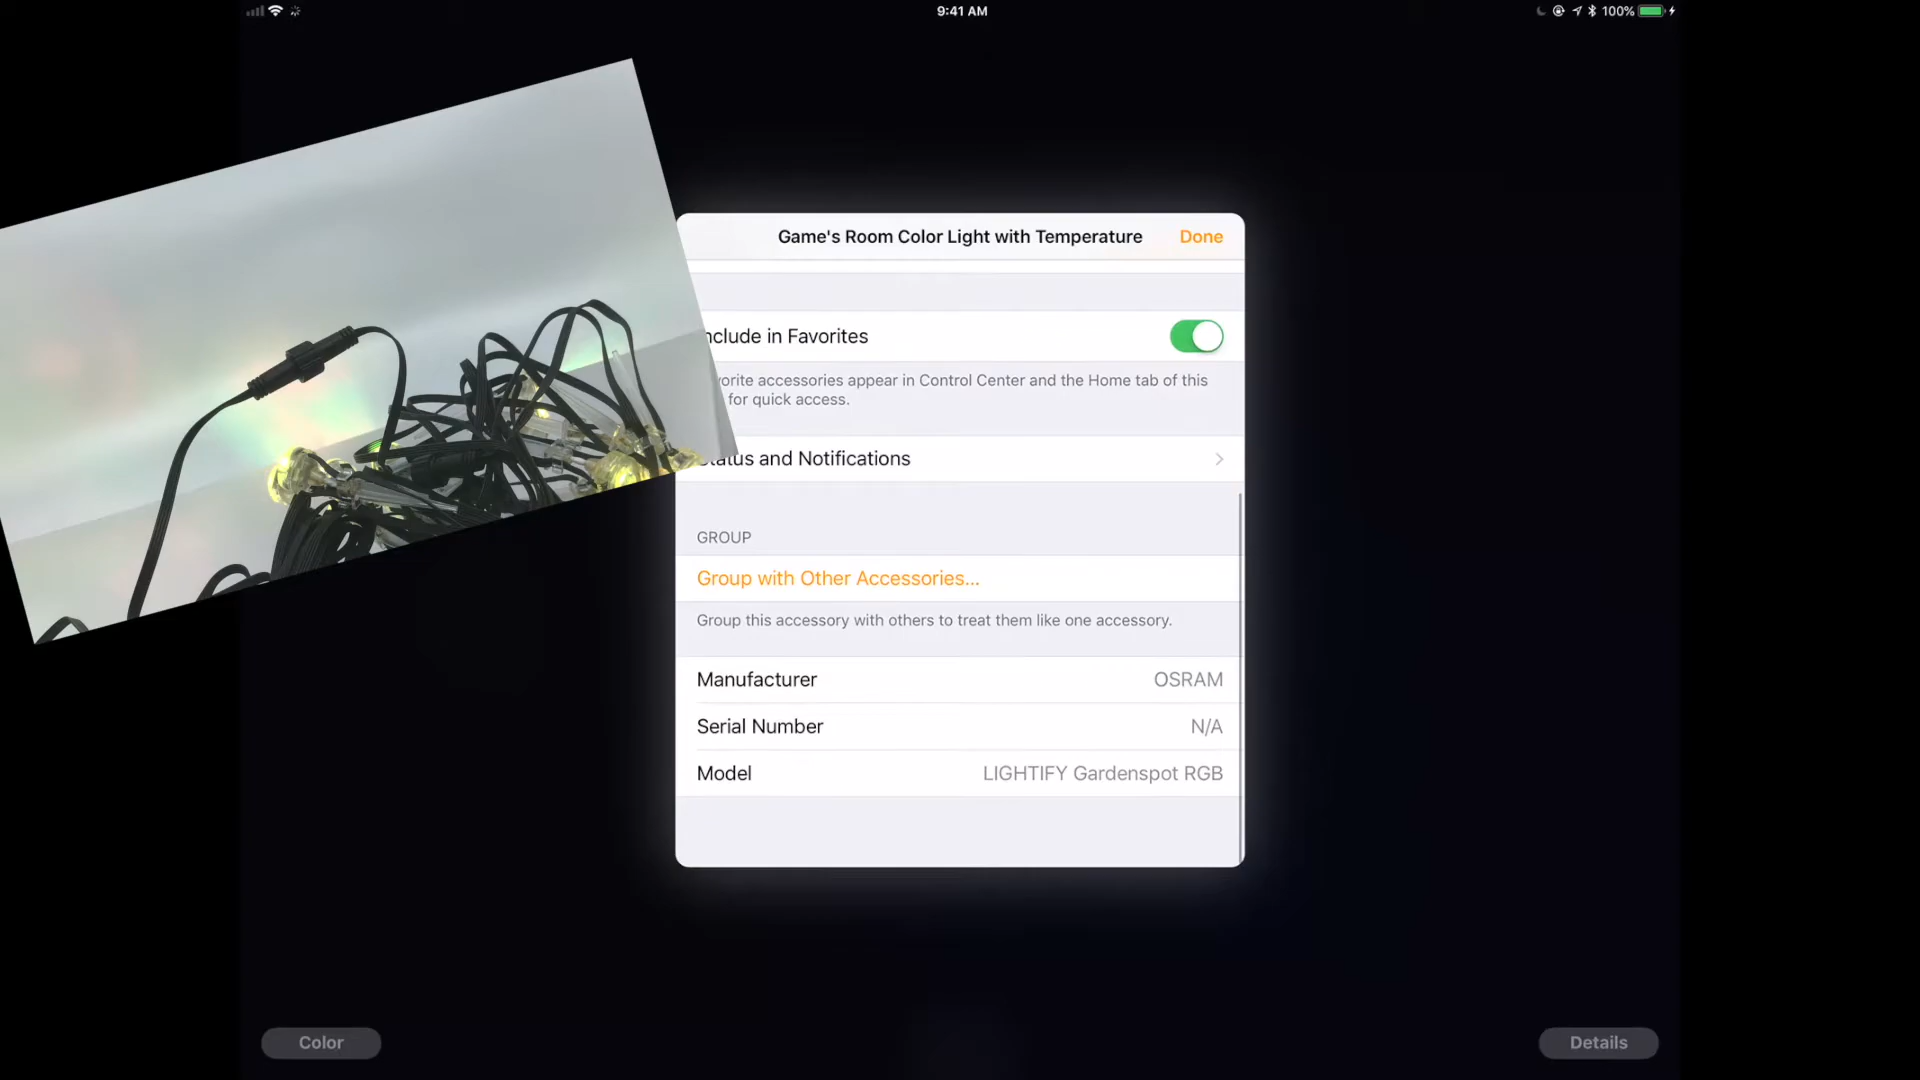 9:41 AM
100%
Game's Room Color Light with Temperature
Done
nclude in Favorites
vorite accessories appear in Control Center and the Home tab of this
for quick access.
Status and Notifications
GROUP
Group with Other Accessories...
Group this accessory with others to treat them like one accessory.
Manufacturer
OSRAM
Serial Number
N/A
Model
LIGHTIFY Gardenspot RGB
Color
Details